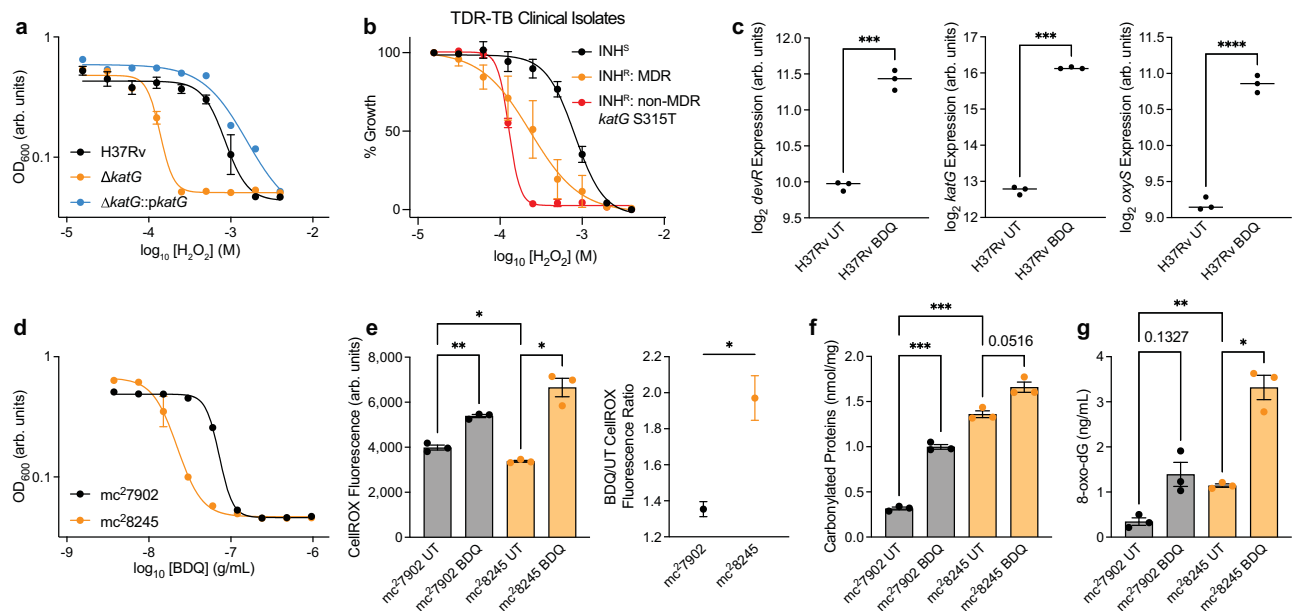 a
OD₆₀₀ (arb. units)
1
0.1
H37Rv
ΔkatG
ΔkatG::pkatG
-5 -4 -3 -2
log₁₀ [H₂O₂] (M)
b
TDR-TB Clinical Isolates
% Growth
100
50
0
INHˢ
INHᴿ: MDR
INHᴿ: non-MDR
katG S315T
-5 -4 -3 -2
log₁₀ [H₂O₂] (M)
c
log₂ devR Expression (arb. units)
12.0
11.5
11.0
10.5
10.0
9.5
***
H37Rv UT
H37Rv BDQ
log₂ katG Expression (arb. units)
17
16
15
14
13
12
***
H37Rv UT
H37Rv BDQ
log₂ oxyS Expression (arb. units)
11.5
11.0
10.5
10.0
9.5
9.0
****
H37Rv UT
H37Rv BDQ
d
OD₆₀₀ (arb. units)
1
0.1
mc²7902
mc²8245
-9 -8 -7 -6
log₁₀ [BDQ] (g/mL)
e
CellROX Fluorescence (arb. units)
8,000
6,000
4,000
2,000
0
*
**
*
mc²7902 UT
mc²7902 BDQ
mc²8245 UT
mc²8245 BDQ
BDQ/UT CellROX
Fluorescence Ratio
2.2
2.0
1.8
1.6
1.4
1.2
*
mc²7902
mc²8245
f
Carbonylated Proteins (nmol/mg)
2.0
1.5
1.0
0.5
0
***
0.0516
***
mc²7902 UT
mc²7902 BDQ
mc²8245 UT
mc²8245 BDQ
g
8-oxo-dG (ng/mL)
4
3
2
1
0
**
0.1327
*
mc²7902 UT
mc²7902 BDQ
mc²8245 UT
mc²8245 BDQ